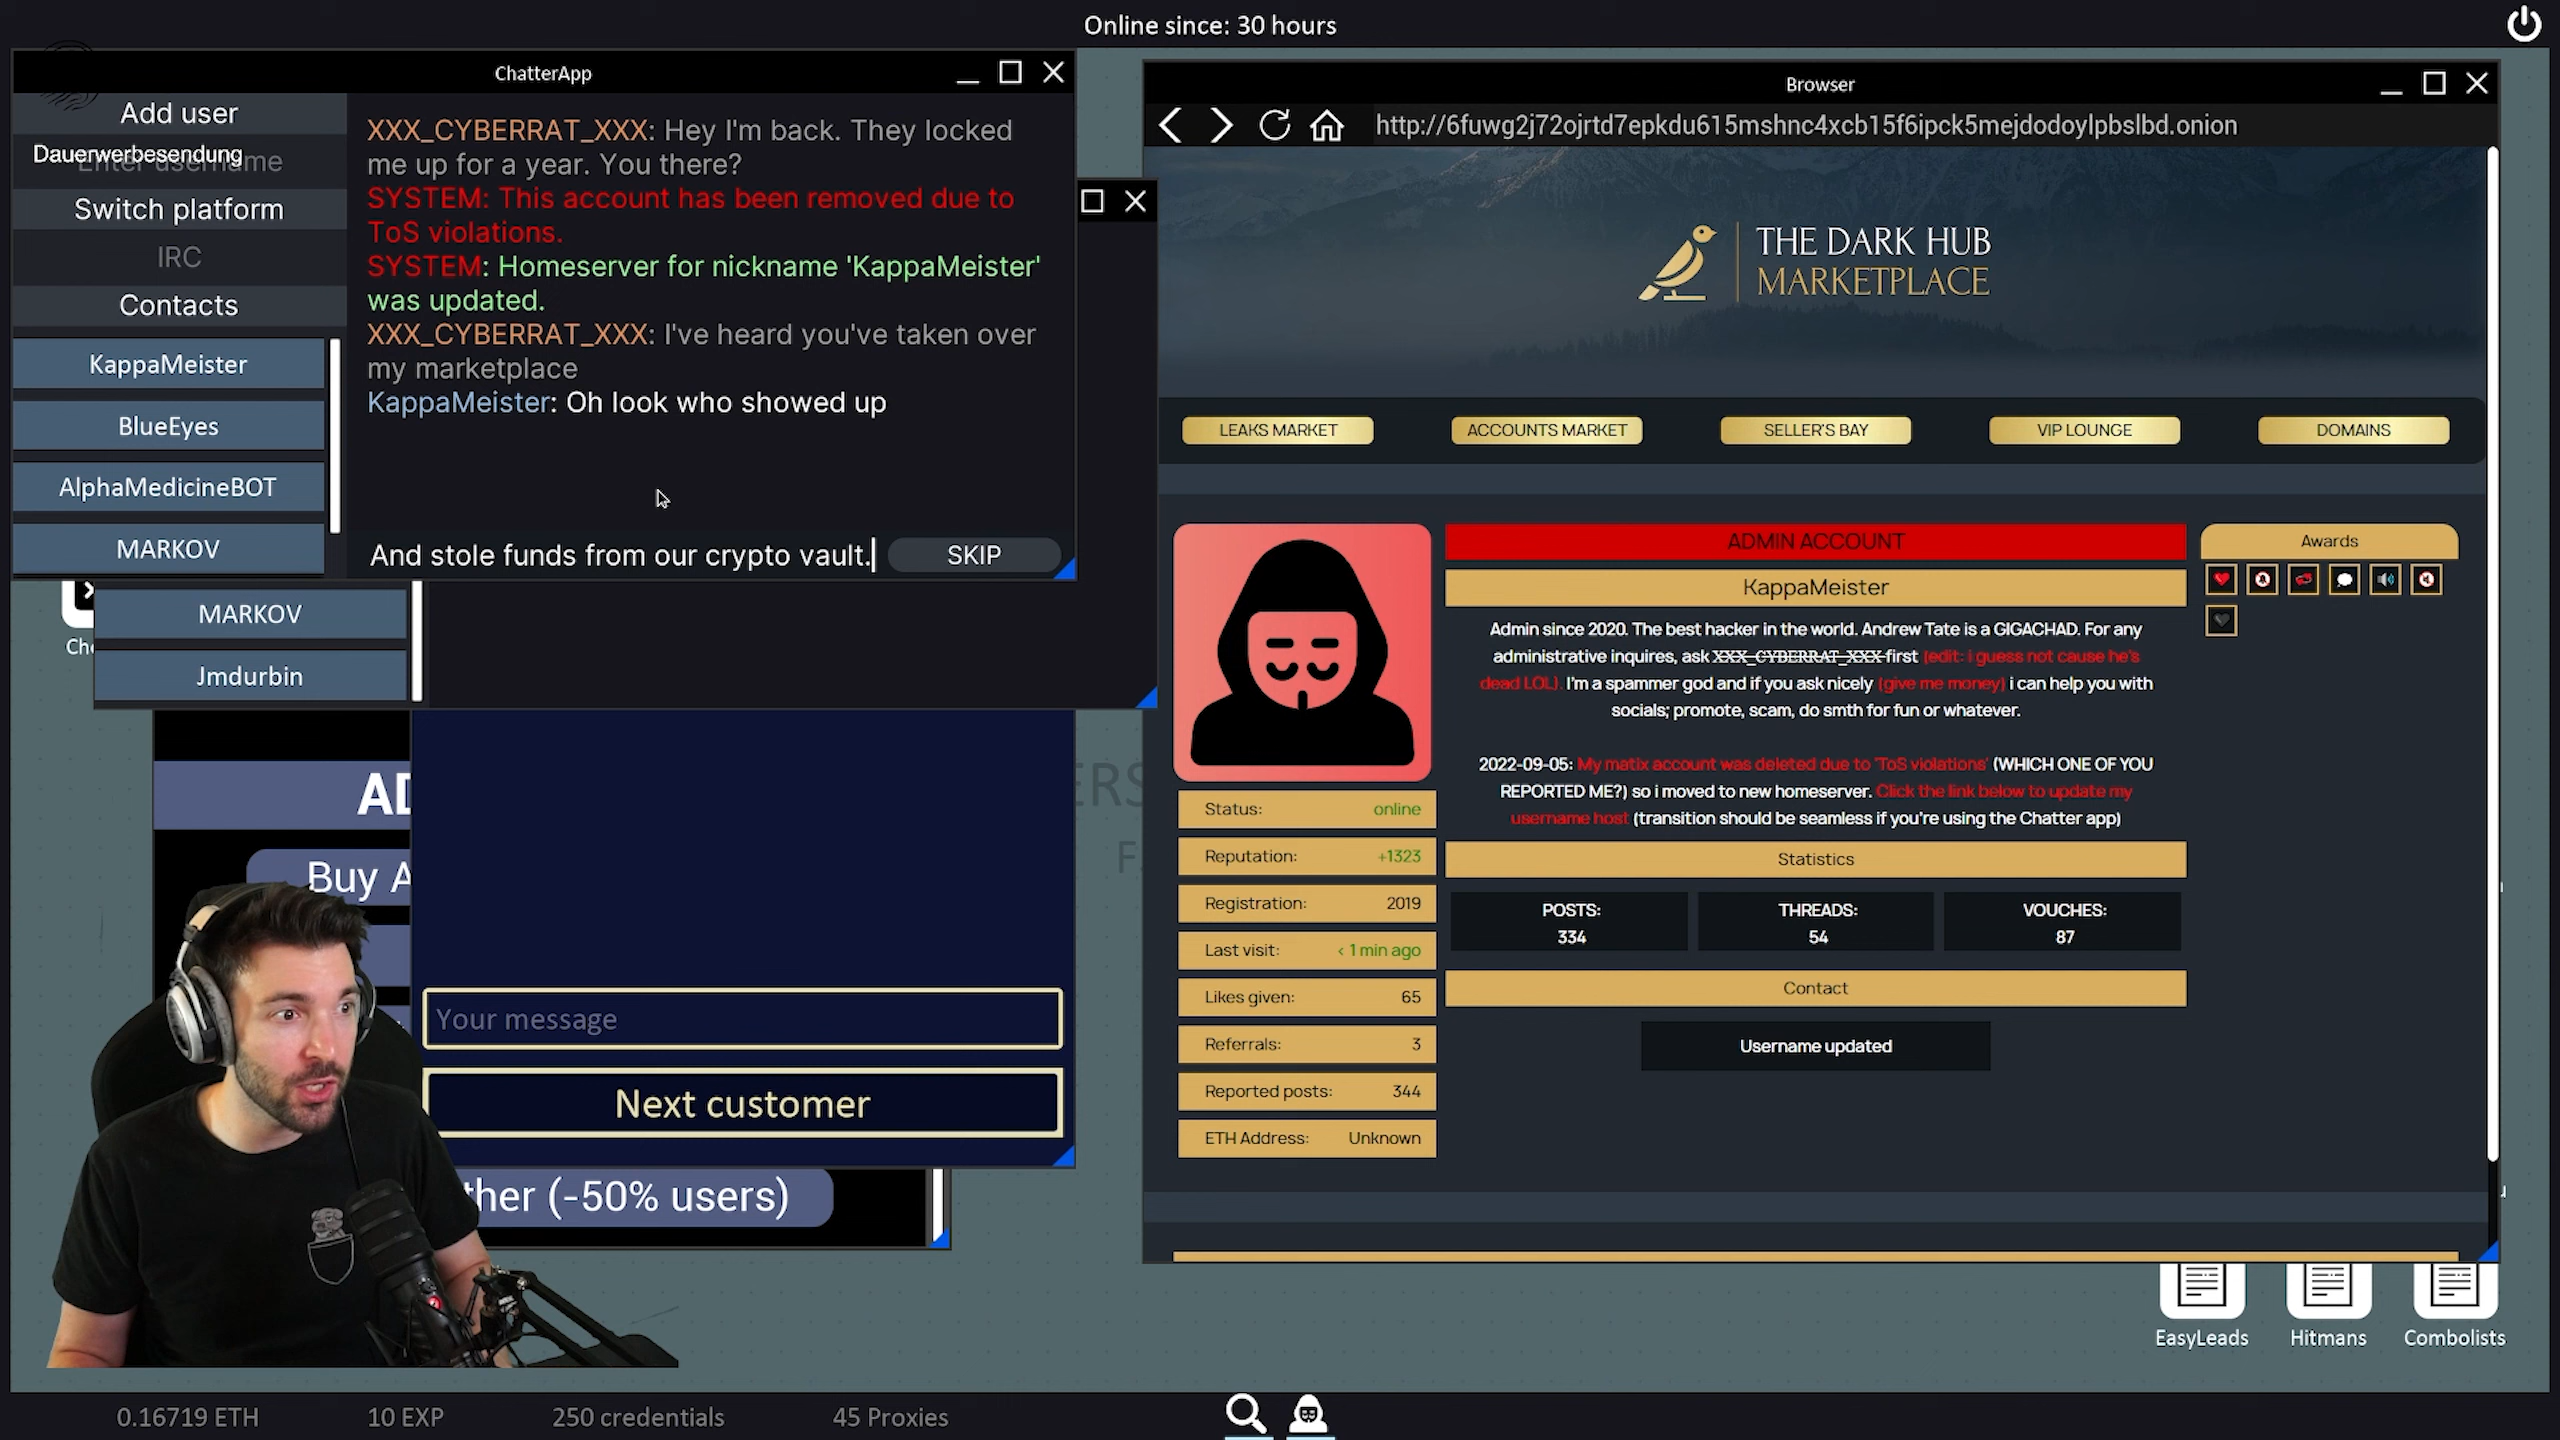 Online since: 30 hours
ChatterApp
Add user
Dauerwerbesendung
Enter username
Switch platform
IRC
Contacts
KappaMeister
BlueEyes
AlphaMedicineBOT
MARKOV
XXX_CYBERRAT_XXX: Hey I'm back. They locked
me up for a year. You there?
SYSTEM: This account has been removed due to
ToS violations.
SYSTEM: Homeserver for nickname 'KappaMeister'
was updated.
XXX_CYBERRAT_XXX: I've heard you've taken over
my marketplace
KappaMeister: Oh look who showed up
And stole funds from our crypto vault.
SKIP
MARKOV
Jmdurbin
Buy A
Your message
Next customer
ther (-50% users)
Browser
http://6fuwg2j72ojrtd7epkdu615mshnc4xcb15f6ipck5mejdodoylpbslbd.onion
THE DARK HUB
MARKETPLACE
LEAKS MARKET
ACCOUNTS MARKET
SELLER'S BAY
VIP LOUNGE
DOMAINS
ADMIN ACCOUNT
KappaMeister
Admin since 2020. The best hacker in the world. Andrew Tate is a GIGACHAD. For any
administrative inquires, ask XXX_CYBERRAT_XXX first (edit: i guess not cause he's
dead LOL). I'm a spammer god and if you ask nicely (give me money) i can help you with
socials; promote, scam, do smth for fun or whatever.
2022-09-05: My matix account was deleted due to 'ToS violations' (WHICH ONE OF YOU
REPORTED ME?) so i moved to new homeserver. Click the link below to update my
username host (transition should be seamless if you're using the Chatter app)
Awards
Status: online
Reputation: +1323
Registration: 2019
Last visit: < 1 min ago
Likes given: 65
Referrals: 3
Reported posts: 344
ETH Address: Unknown
Statistics
POSTS:
334
THREADS:
54
VOUCHES:
87
Contact
Username updated
EasyLeads
Hitmans
Combolists
0.16719 ETH
10 EXP
250 credentials
45 Proxies